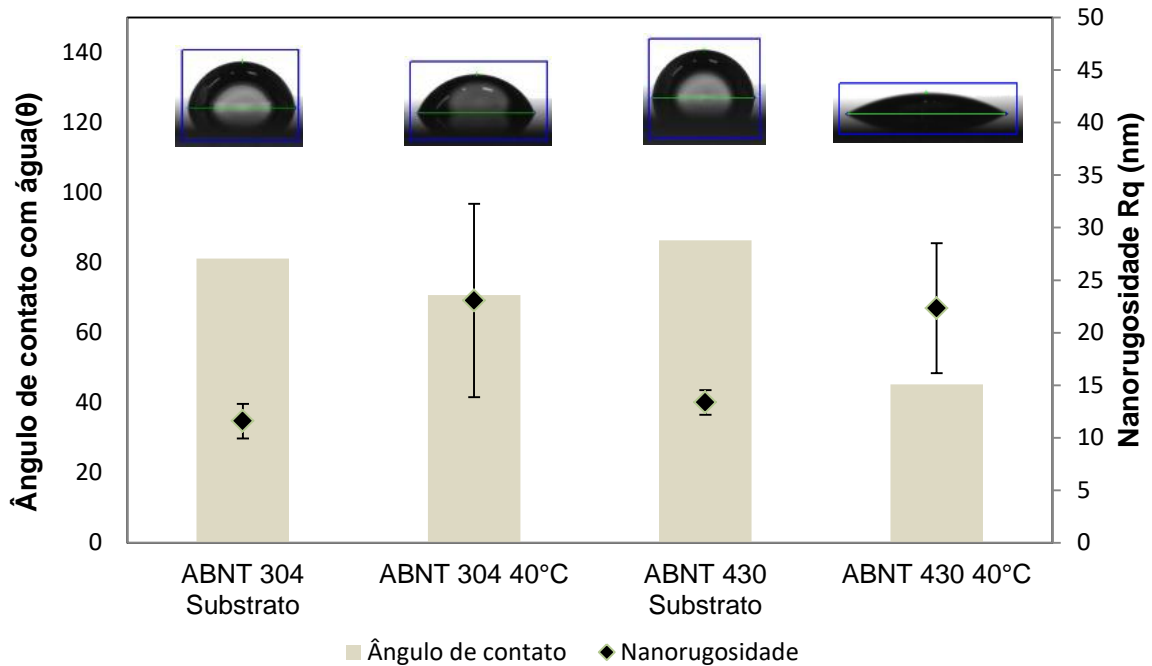 Ângulo de contato com água(θ)
140
120
100
80
60
40
20
0
50
45
40
35
30
25
20
15
10
5
0
Nanorugosidade Rq (nm)
ABNT 304
Substrato
ABNT 304 40°C
ABNT 430
Substrato
ABNT 430 40°C
Ângulo de contato
Nanorugosidade